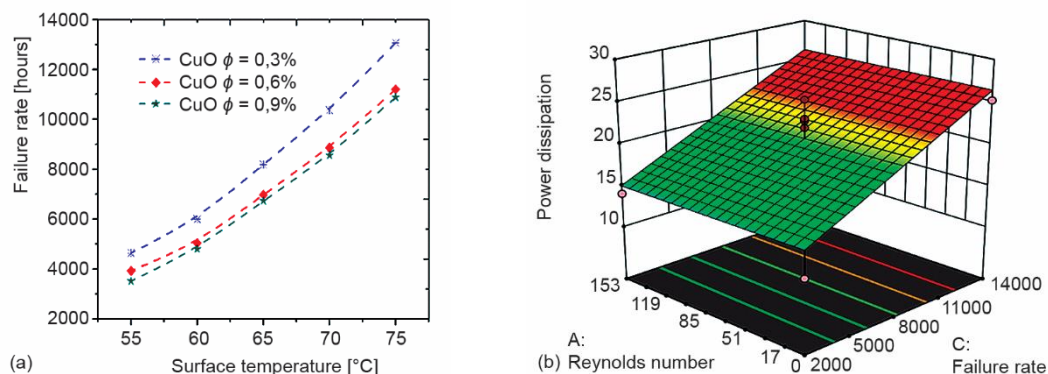 14000
12000
10000
8000
6000
4000
2000
Failure rate [hours]
CuO ϕ = 0,3%
CuO ϕ = 0,6%
CuO ϕ = 0,9%
55 60 65 70 75
(a) Surface temperature [°C]
30
25
20
15
10
Power dissipation
153 119 85 51 17 0
A:
Reynolds number
2000 5000 8000 11000 14000
C:
Failure rate
(b)